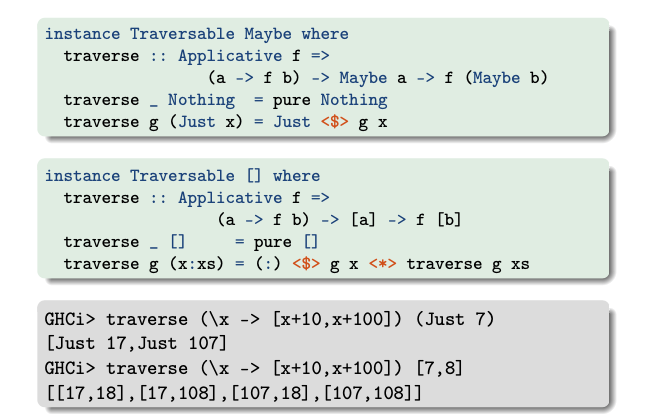 instance Traversable Maybe where
  traverse :: Applicative f =>
              (a -> f b) -> Maybe a -> f (Maybe b)
  traverse _ Nothing  = pure Nothing
  traverse g (Just x) = Just <$> g x
instance Traversable [] where
  traverse :: Applicative f =>
               (a -> f b) -> [a] -> f [b]
  traverse _ []     = pure []
  traverse g (x:xs) = (:) <$> g x <*> traverse g xs
GHCi> traverse (\x -> [x+10,x+100]) (Just 7)
[Just 17,Just 107]
GHCi> traverse (\x -> [x+10,x+100]) [7,8]
[[17,18],[17,108],[107,18],[107,108]]